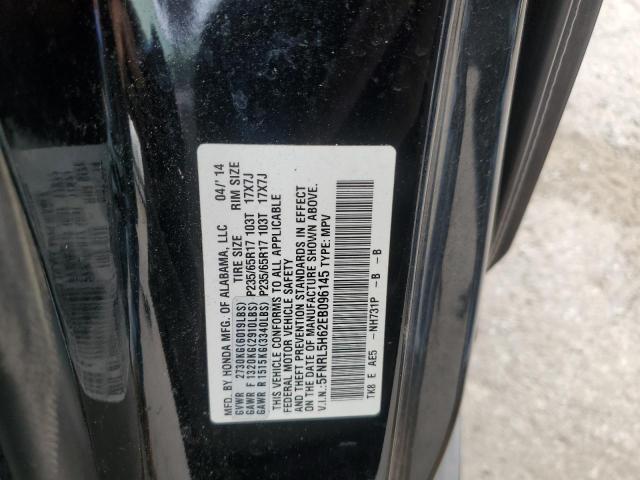 MFD. BY HONDA MFG. OF ALABAMA, LLC 04/'14
GVWR 2730KG(6019LBS) TIRE SIZE RIM SIZE
GAWR F 1320KG(2910LBS) P235/65R17 103T 17X7J
GAWR R 1515KG(3340LBS) P235/65R17 103T 17X7J
THIS VEHICLE CONFORMS TO ALL APPLICABLE
FEDERAL MOTOR VEHICLE SAFETY
AND THEFT PREVENTION STANDARDS IN EFFECT
ON THE DATE OF MANUFACTURE SHOWN ABOVE.
V.I.N.:5FNRL5H62EB096145 TYPE: MPV
NH731P -B -B
TK8 E AE5